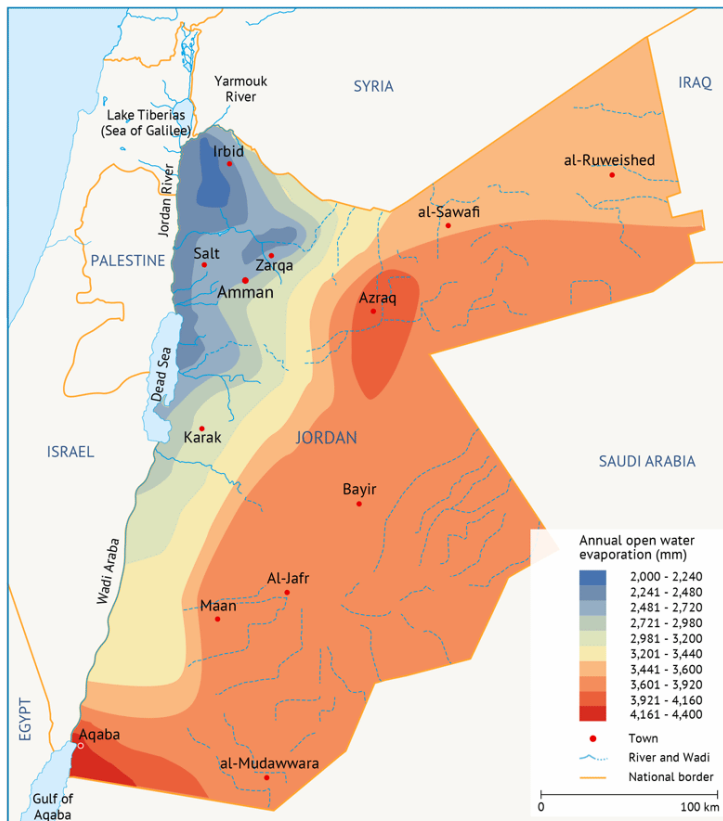 SYRIA
IRAQ
Yarmouk
River
Lake Tiberias
(Sea of Galilee)
Irbid
al-Ruweished
Jordan River
al-Sawafi
PALESTINE
Salt
Zarqa
Amman
Azraq
Dead Sea
Karak
JORDAN
ISRAEL
SAUDI ARABIA
Bayir
Wadi Araba
Al-Jafr
Maan
EGYPT
Aqaba
al-Mudawwara
Gulf of
Aqaba
Annual open water
evaporation (mm)
2,000 - 2,240
2,241 - 2,480
2,481 - 2,720
2,721 - 2,980
2,981 - 3,200
3,201 - 3,440
3,441 - 3,600
3,601 - 3,920
3,921 - 4,160
4,161 - 4,400
Town
River and Wadi
National border
0 100 km